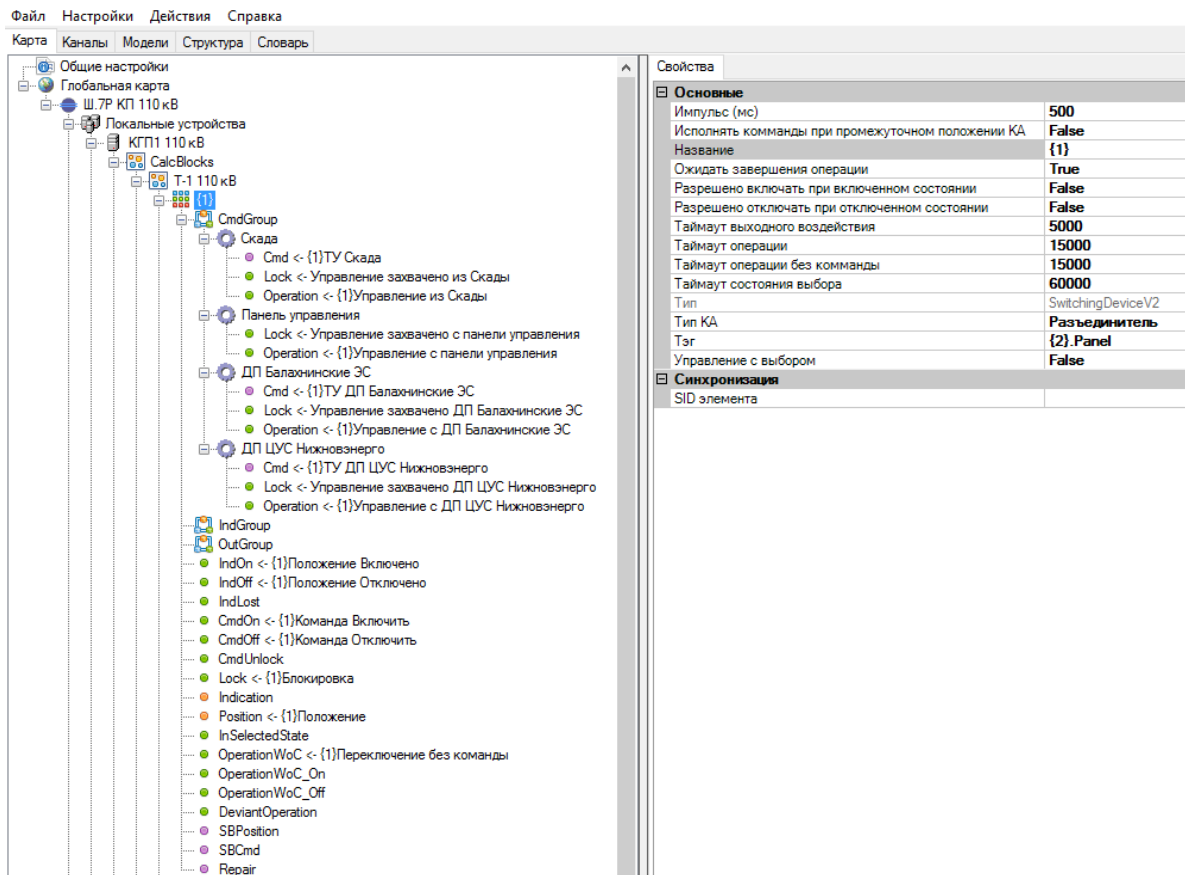 Файл Настройки Действия Справка
Карта Каналы Модели Структура Словарь
Общие настройки
Глобальная карта
Ш.7Р КП 110 кВ
Локальные устройства
КГП1 110 кВ
CalcBlocks
Т-1 110 кВ
{1}
CmdGroup
Скада
Cmd <- {1}ТУ Скада
Lock <- Управление захвачено из Скады
Operation <- {1}Управление из Скады
Панель управления
Lock <- Управление захвачено с панели управления
Operation <- {1}Управление с панели управления
ДП Балахнинские ЭС
Cmd <- {1}ТУ ДП Балахнинские ЭС
Lock <- Управление захвачено ДП Балахнинские ЭС
Operation <- {1}Управление с ДП Балахнинские ЭС
ДП ЦУС Нижновэнерго
Cmd <- {1}ТУ ДП ЦУС Нижновэнерго
Lock <- Управление захвачено ДП ЦУС Нижновэнерго
Operation <- {1}Управление с ДП ЦУС Нижновэнерго
IndGroup
OutGroup
IndOn <- {1}Положение Включено
IndOff <- {1}Положение Отключено
IndLost
CmdOn <- {1}Команда Включить
CmdOff <- {1}Команда Отключить
CmdUnlock
Lock <- {1}Блокировка
Indication
Position <- {1}Положение
InSelectedState
OperationWoC <- {1}Переключение без команды
OperationWoC_On
OperationWoC_Off
DeviantOperation
SBPosition
SBCmd
Repair
Свойства
Основные
Импульс (мс) 500
Исполнять комманды при промежуточном положении КА False
Название {1}
Ожидать завершения операции True
Разрешено включать при включенном состоянии False
Разрешено отключать при отключенном состоянии False
Таймаут выходного воздействия 5000
Таймаут операции 15000
Таймаут операции без комманды 15000
Таймаут состояния выбора 60000
Тип SwitchingDeviceV2
Тип КА Разъединитель
Тэг {2}.Panel
Управление с выбором False
Синхронизация
SID элемента